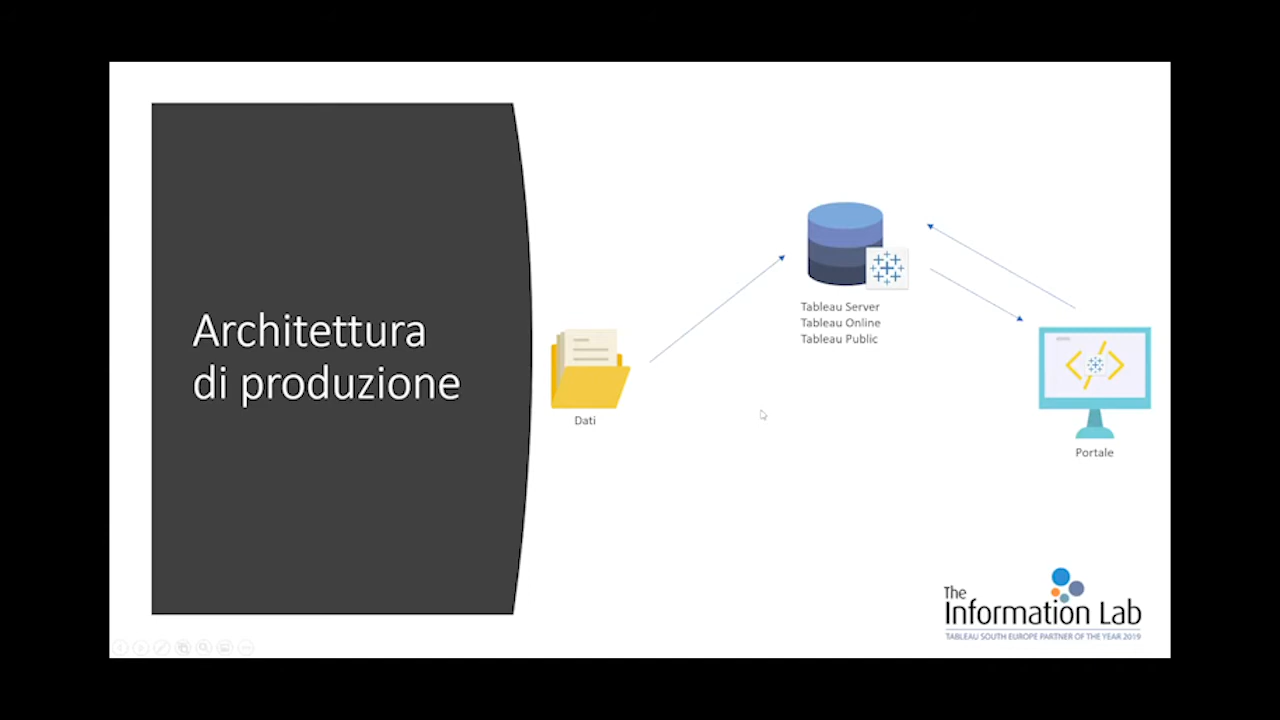 Architettura
di produzione
Dati
Tableau Server
Tableau Online
Tableau Public
Portale
The
Information Lab
TABLEAU SOUTH EUROPE PARTNER OF THE YEAR 2019